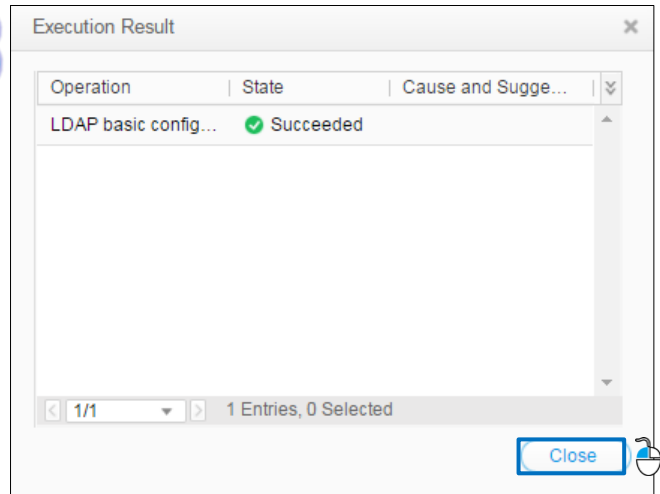 Execution Result
Operation State Cause and Sugge...
LDAP basic config... Succeeded
1/1 1 Entries, 0 Selected
Close